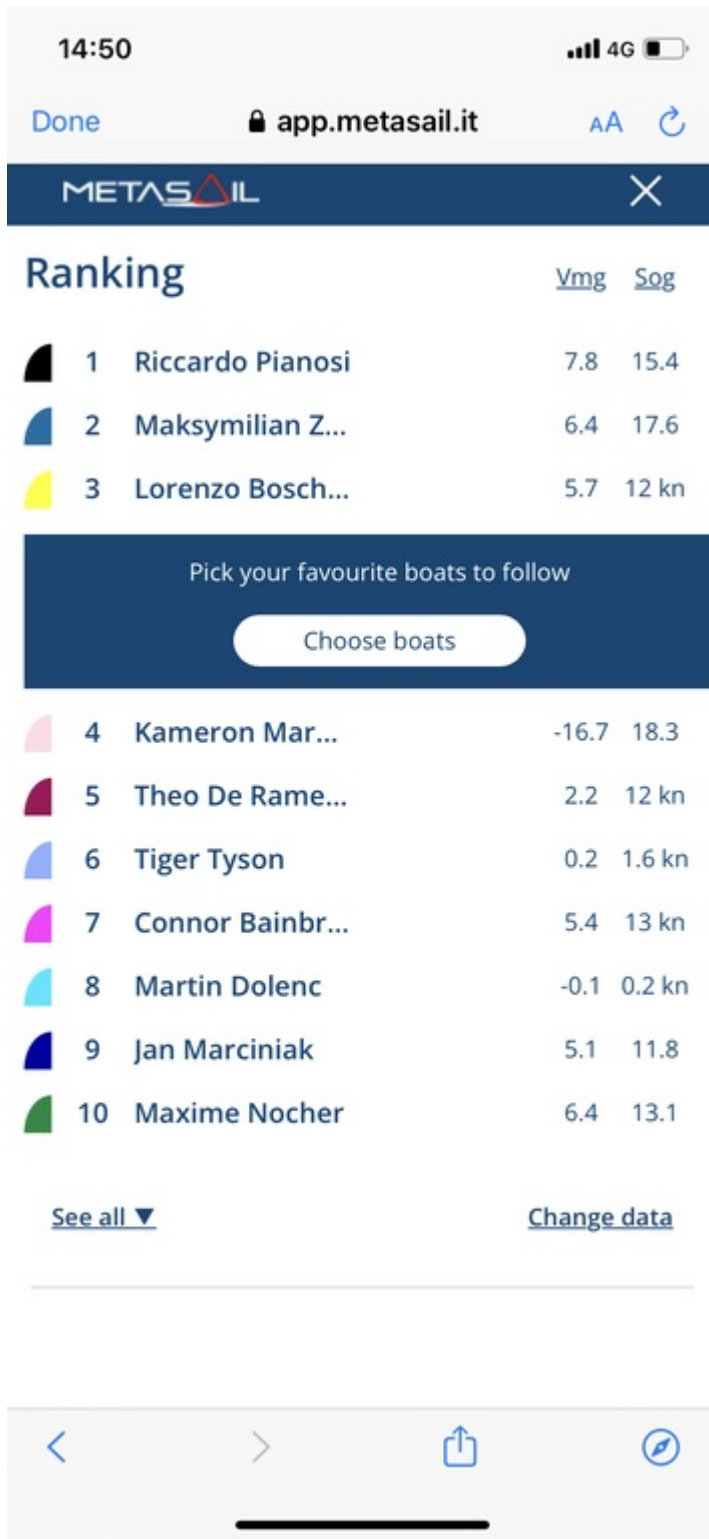 14:50 4G
Done app.metasail.it AA
METASAIL
Ranking Vmg Sog
1 Riccardo Pianosi 7.8 15.4
2 Maksymilian Z... 6.4 17.6
3 Lorenzo Bosch... 5.7 12 kn
Pick your favourite boats to follow
Choose boats
4 Kameron Mar... -16.7 18.3
5 Theo De Rame... 2.2 12 kn
6 Tiger Tyson 0.2 1.6 kn
7 Connor Bainbr... 5.4 13 kn
8 Martin Dolenc -0.1 0.2 kn
9 Jan Marciniak 5.1 11.8
10 Maxime Nocher 6.4 13.1
See all ▼ Change data